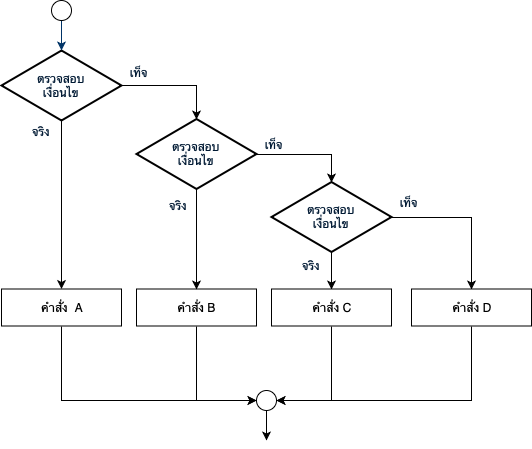 ตรวจสอบ
เงื่อนไข
เท็จ
จริง
ตรวจสอบ
เงื่อนไข
เท็จ
จริง
ตรวจสอบ
เงื่อนไข
เท็จ
จริง
คำสั่ง A
คำสั่ง B
คำสั่ง C
คำสั่ง D